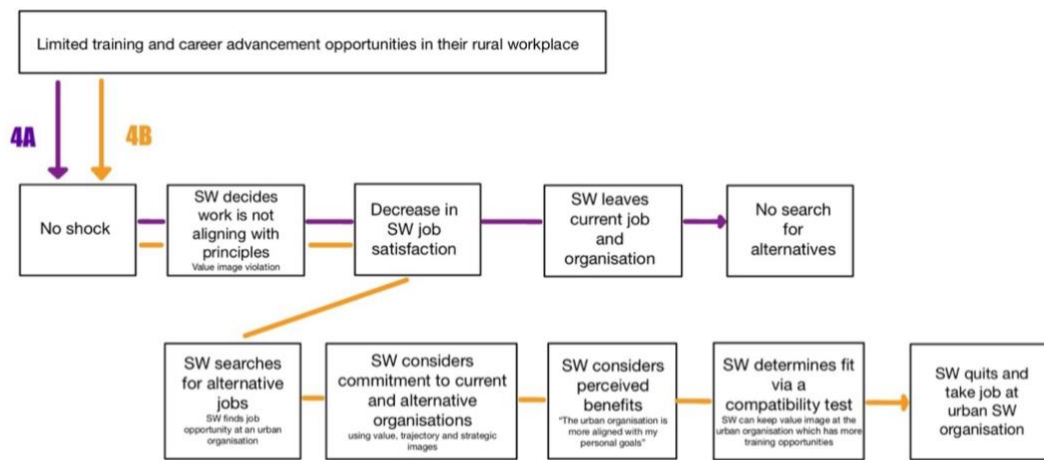 Limited training and career advancement opportunities in their rural workplace
4A
4B
No shock
SW decides
work is not
aligning with
principles
Value image violation
Decrease in
SW job
satisfaction
SW leaves
current job
and
organisation
No search
for
alternatives
SW searches
for alternative
jobs
SW finds job
opportunity at an urban
organisation
SW considers
commitment to current
and alternative
organisations
using value, trajectory and strategic
images
SW considers
perceived
benefits
"The urban organisation is
more aligned with my
personal goals"
SW determines fit
via a
compatibility test
SW can keep value image at the
urban organisation which has more
training opportunities
SW quits and
take job at
urban SW
organisation